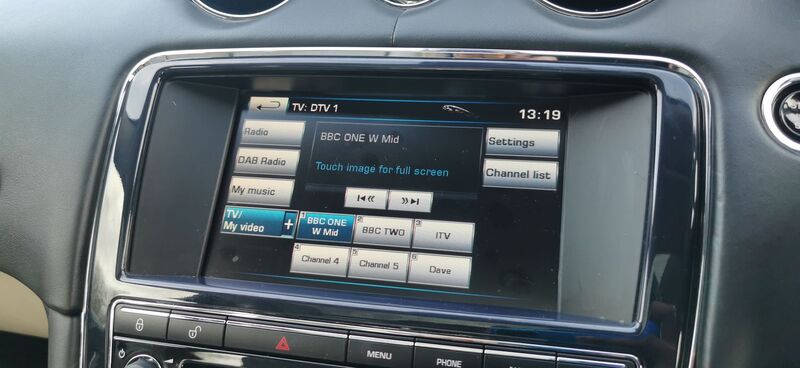 TV: DTV 1
13:19
Radio
BBC ONE W Mid
Settings
DAB Radio
Touch image for full screen
Channel list
My music
TV/
My video +
1 BBC ONE
W Mid
2 BBC TWO
3 ITV
4 Channel 4
5 Channel 5
6 Dave
MENU
PHONE